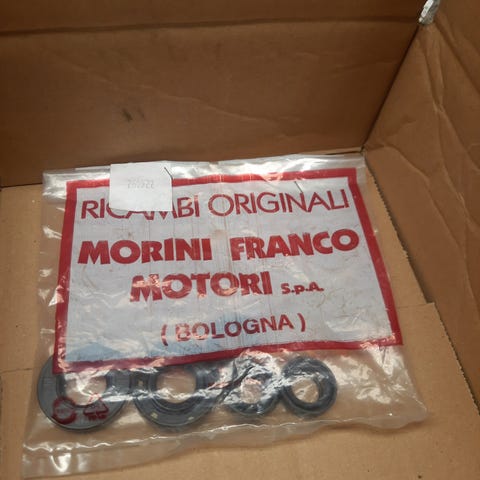 RICAMBI ORIGINALI
MORINI FRANCO
MOTORI S.p.A.
(BOLOGNA)